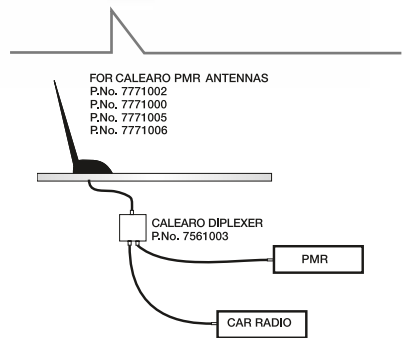 FOR CALEARO PMR ANTENNAS
P.No. 7771002
P.No. 7771000
P.No. 7771005
P.No. 7771006
CALEARO DIPLEXER
P.No. 7561003
PMR
CAR RADIO